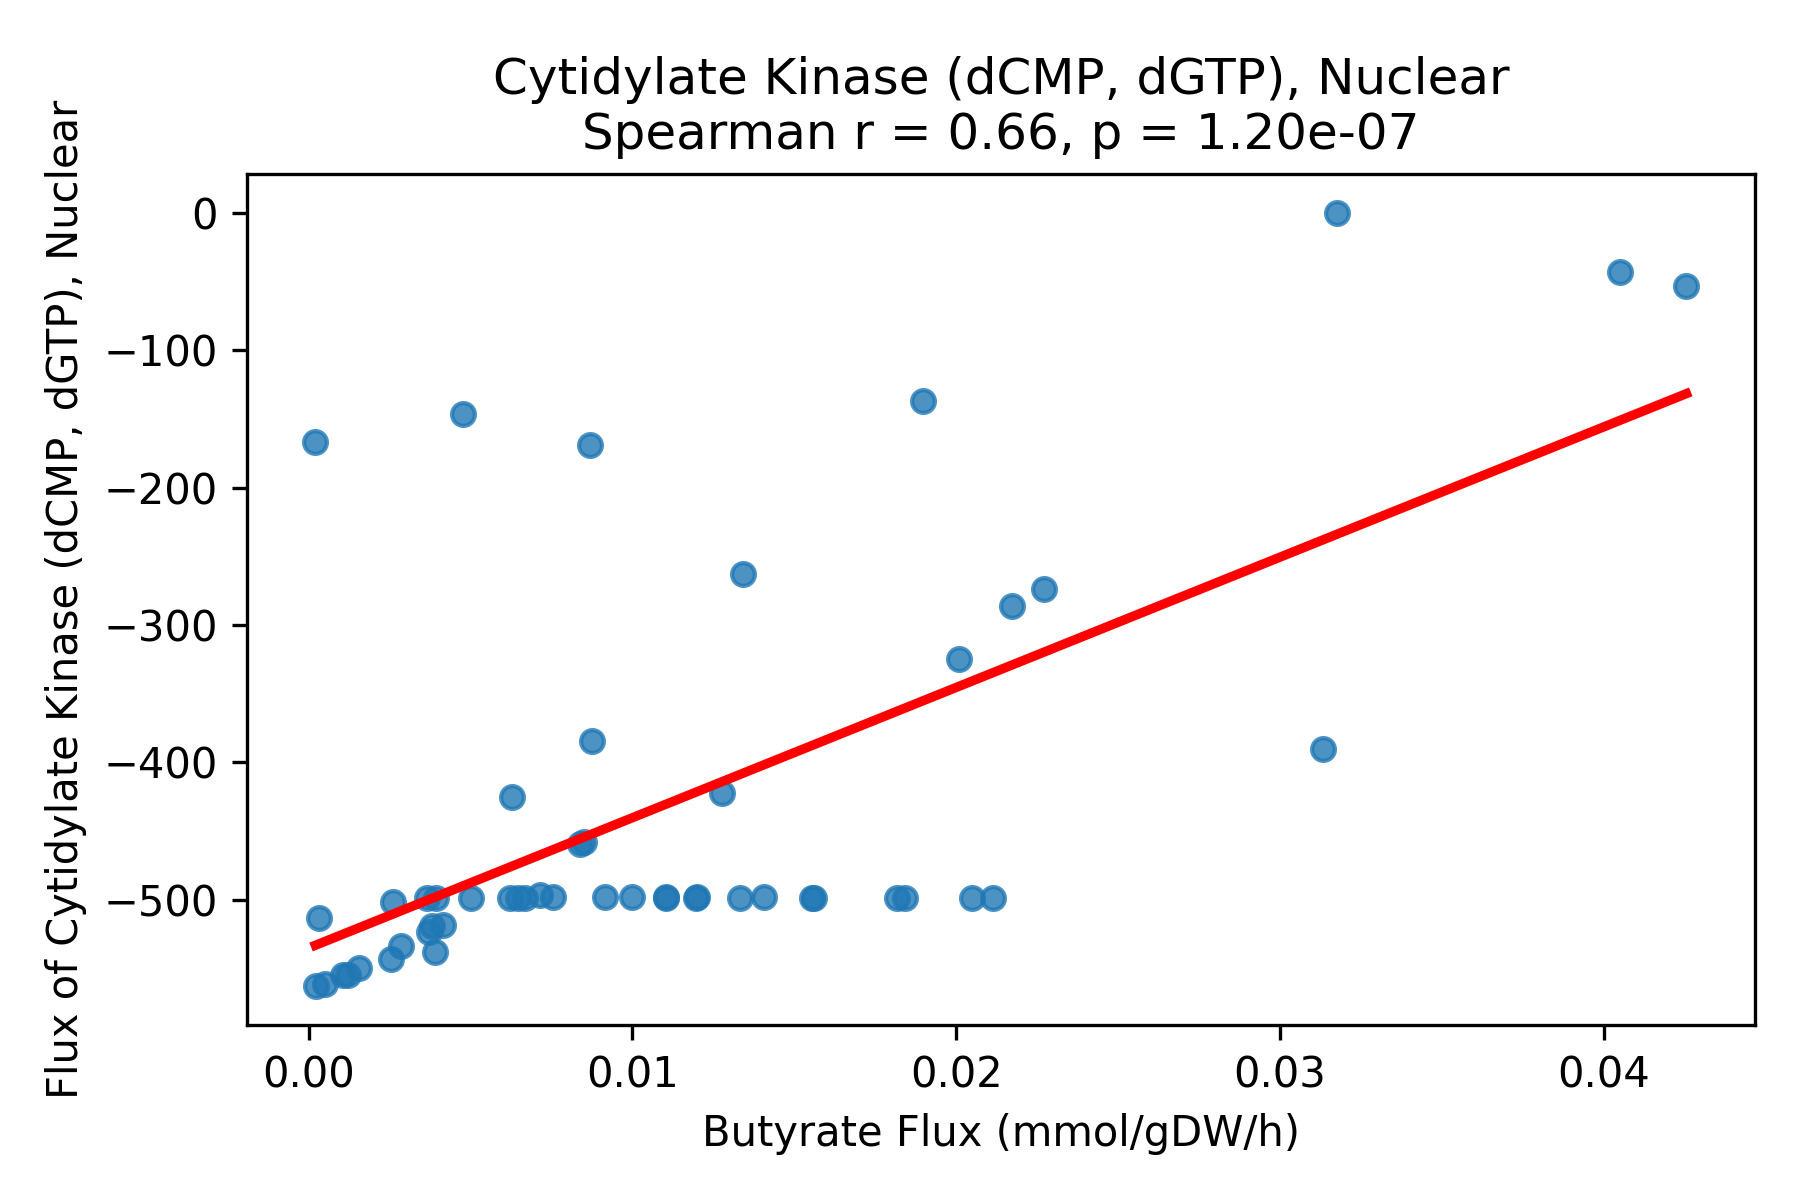 Cytidylate Kinase (dCMP, dGTP), Nuclear
Spearman r = 0.66, p = 1.20e-07
Flux of Cytidylate Kinase (dCMP, dGTP), Nuclear
0
−100
−200
−300
−400
−500
0.00
0.01
0.02
0.03
0.04
Butyrate Flux (mmol/gDW/h)